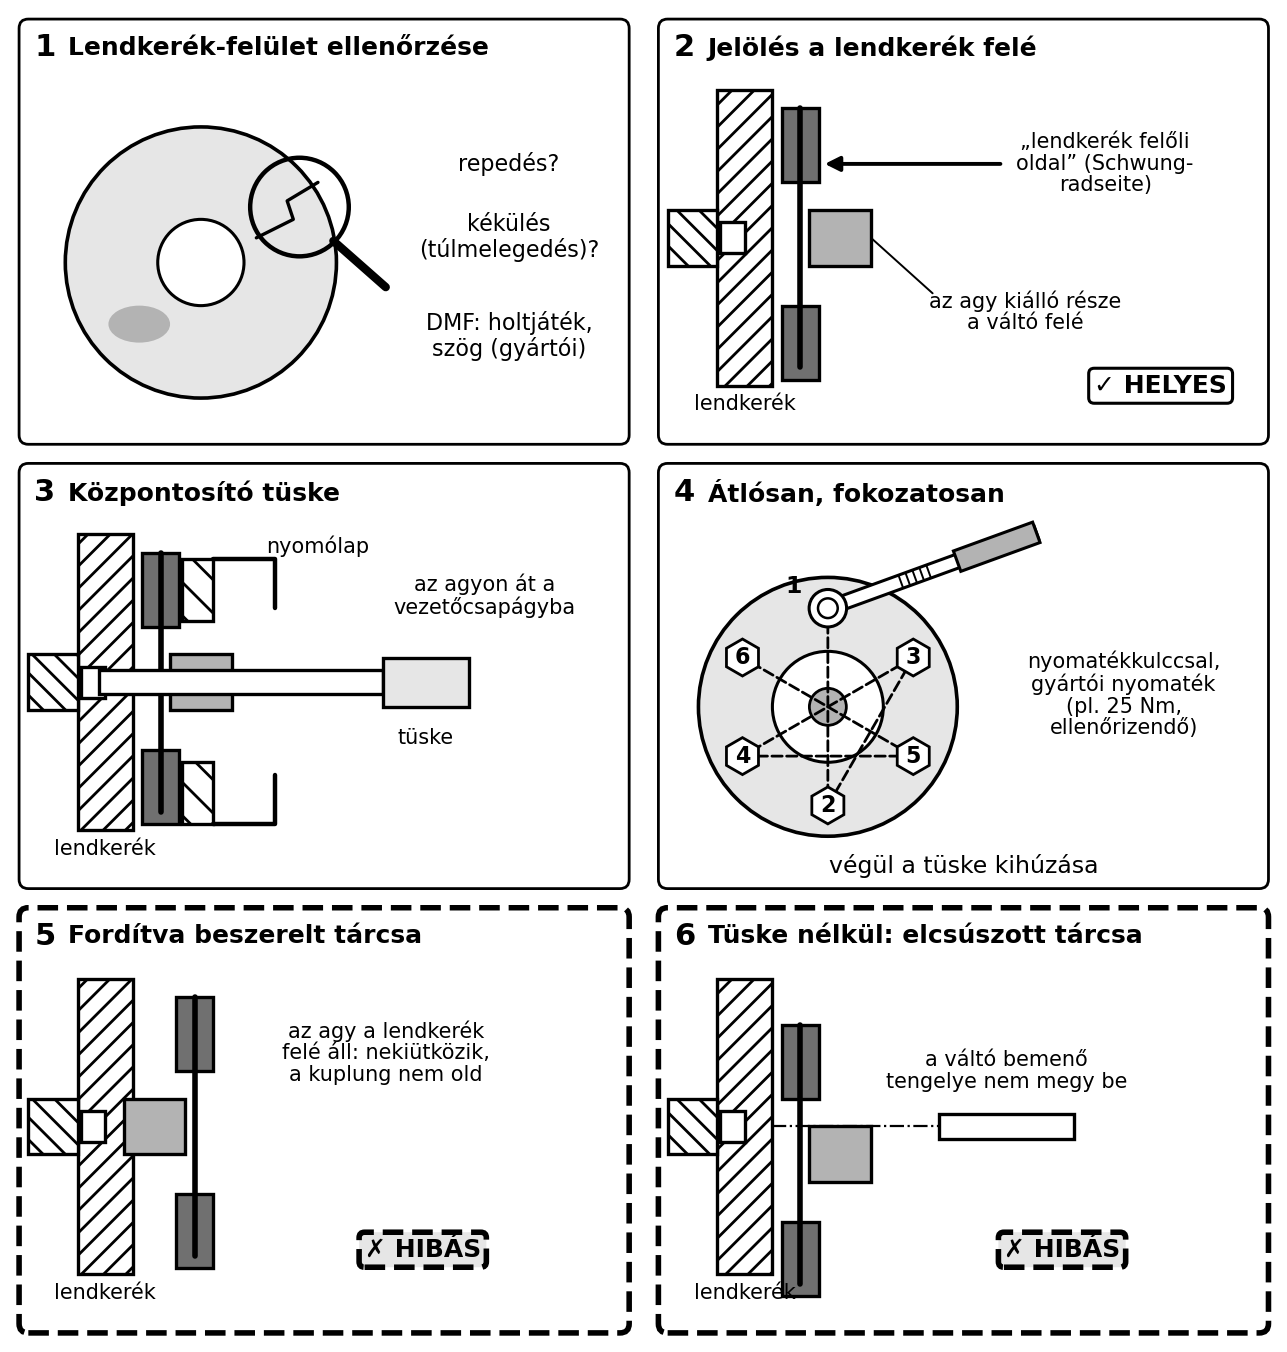 1 Lendkerék-felület ellenőrzése
repedés?
kékülés
(túlmelegedés)?
DMF: holtjáték,
szög (gyártói)
2 Jelölés a lendkerék felé
„lendkerék felőli
oldal” (Schwung-
radseite)
az agy kiálló része
a váltó felé
✓ HELYES
lendkerék
3 Központosító tüske
nyomólap
az agyon át a
vezetőcsapágyba
tüske
lendkerék
4 Átlósan, fokozatosan
1
6
3
4
5
2
nyomatékkulccsal,
gyártói nyomaték
(pl. 25 Nm,
ellenőrizendő)
végül a tüske kihúzása
5 Fordítva beszerelt tárcsa
az agy a lendkerék
felé áll: nekiütközik,
a kuplung nem old
✗ HIBÁS
lendkerék
6 Tüske nélkül: elcsúszott tárcsa
a váltó bemenő
tengelye nem megy be
✗ HIBÁS
lendkerék